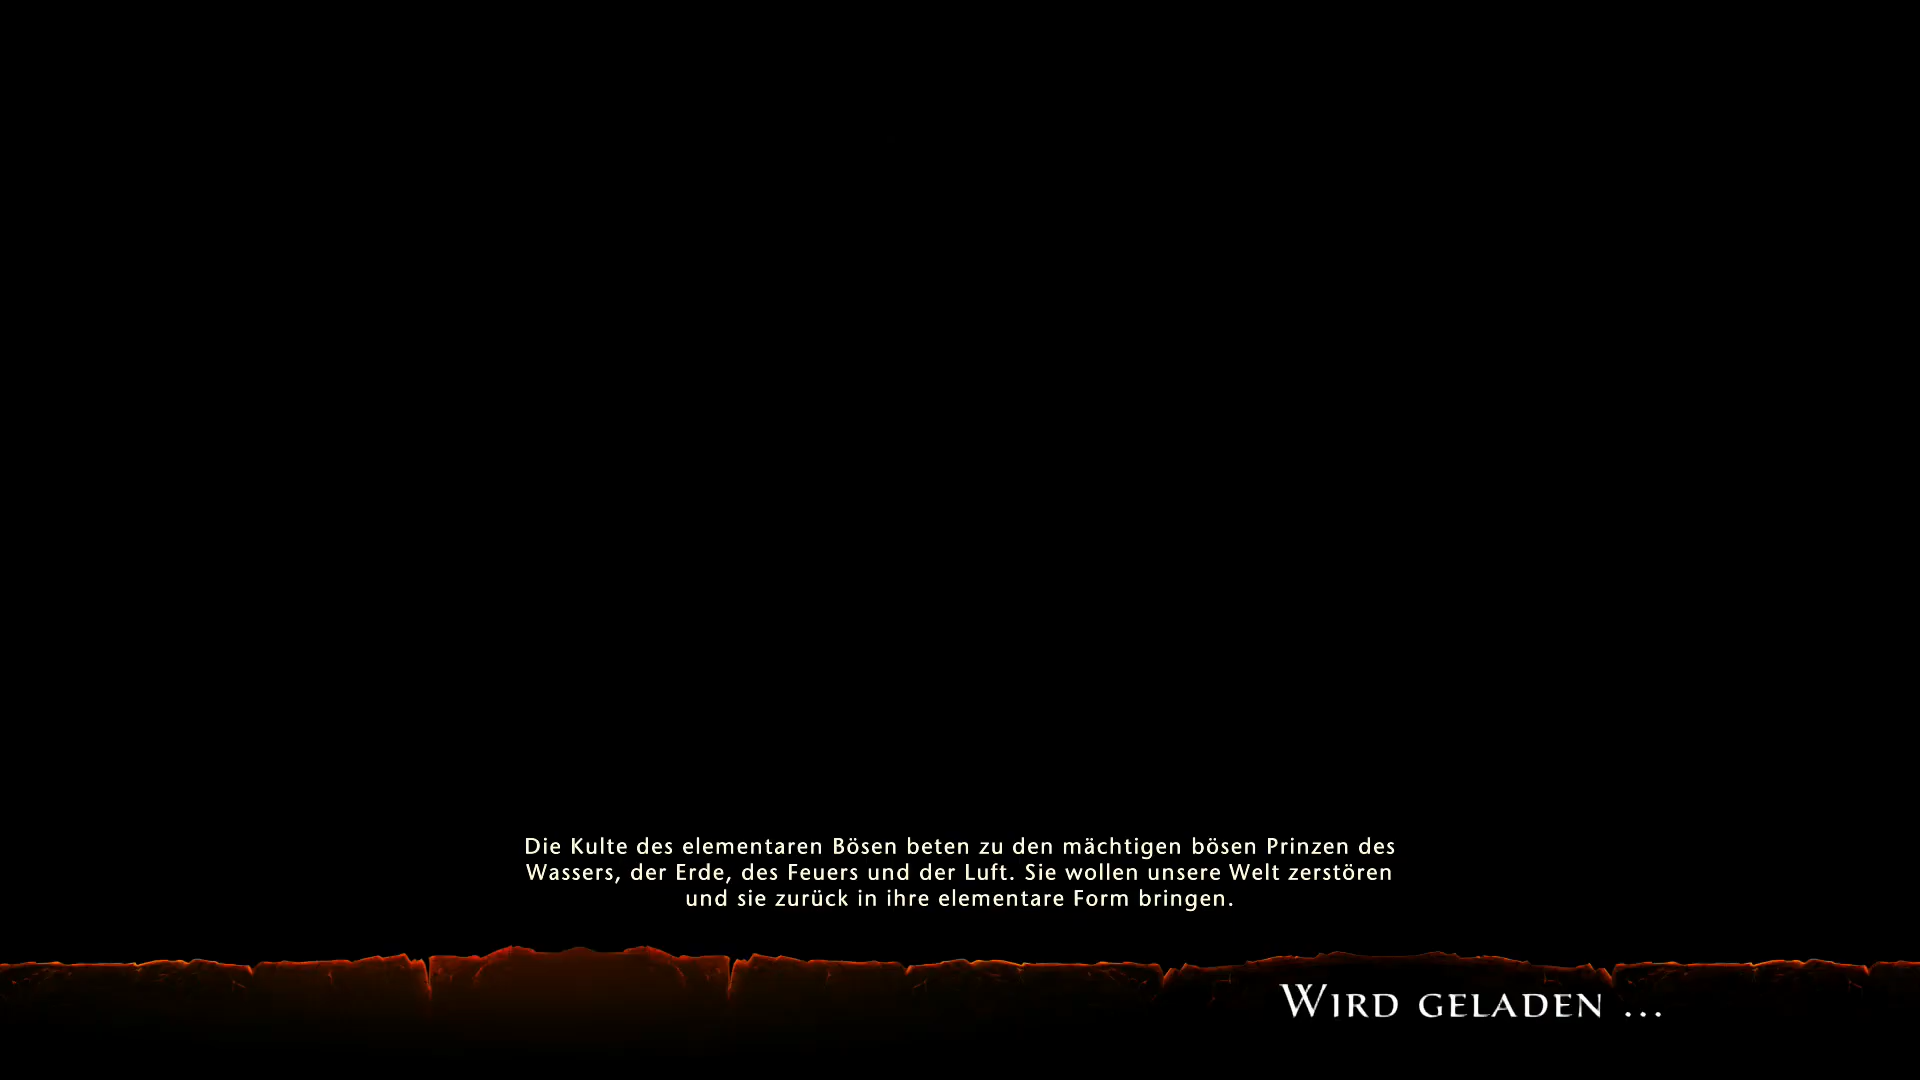 Die Kulte des elementaren Bösen beten zu den mächtigen bösen Prinzen des
Wassers, der Erde, des Feuers und der Luft. Sie wollen unsere Welt zerstören
und sie zurück in ihre elementare Form bringen.
Wird geladen ...